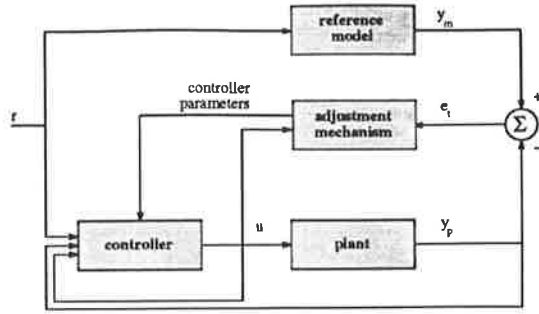 reference
model
y_m
controller
parameters
+
r
adjustment
mechanism
e_t
Σ
−
controller
u
plant
y_p